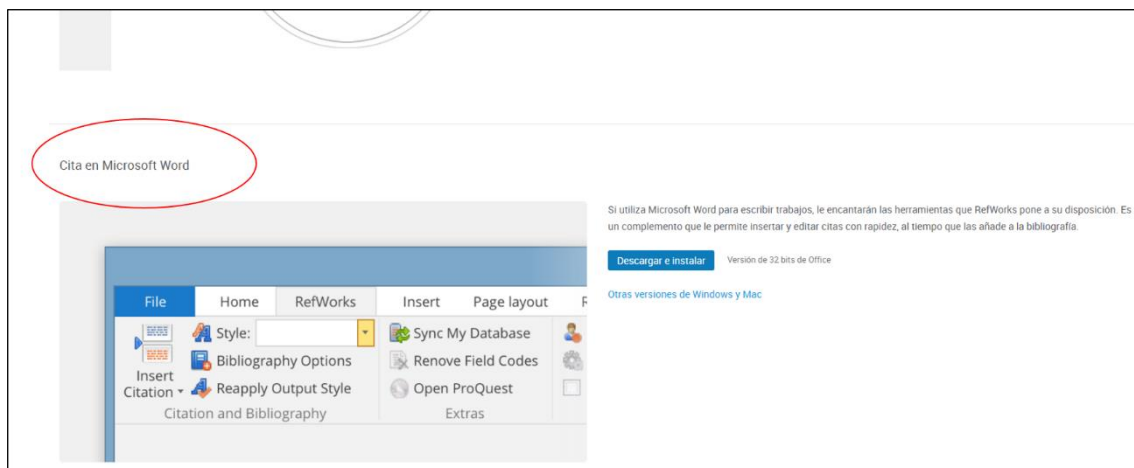 Cita en Microsoft Word
Si utiliza Microsoft Word para escribir trabajos, le encantarán las herramientas que RefWorks pone a su disposición. Es
un complemento que le permite insertar y editar citas con rapidez, al tiempo que las añade a la bibliografía.
Descargar e instalar Versión de 32 bits de Office
Otras versiones de Windows y Mac
File Home RefWorks Insert Page layout
Style: Sync My Database
Bibliography Options Renove Field Codes
Insert
Citation Reapply Output Style Open ProQuest
Citation and Bibliography Extras